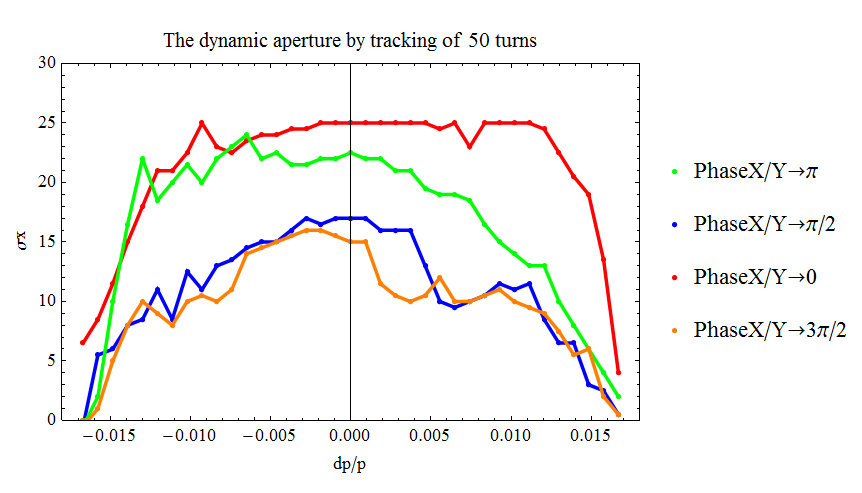 The dynamic aperture by tracking of 50 turns
30
25
20
15
10
5
0
σx
−0.015 −0.010 −0.005 0.000 0.005 0.010 0.015
dp/p
PhaseX/Y→π
PhaseX/Y→π/2
PhaseX/Y→0
PhaseX/Y→3π/2